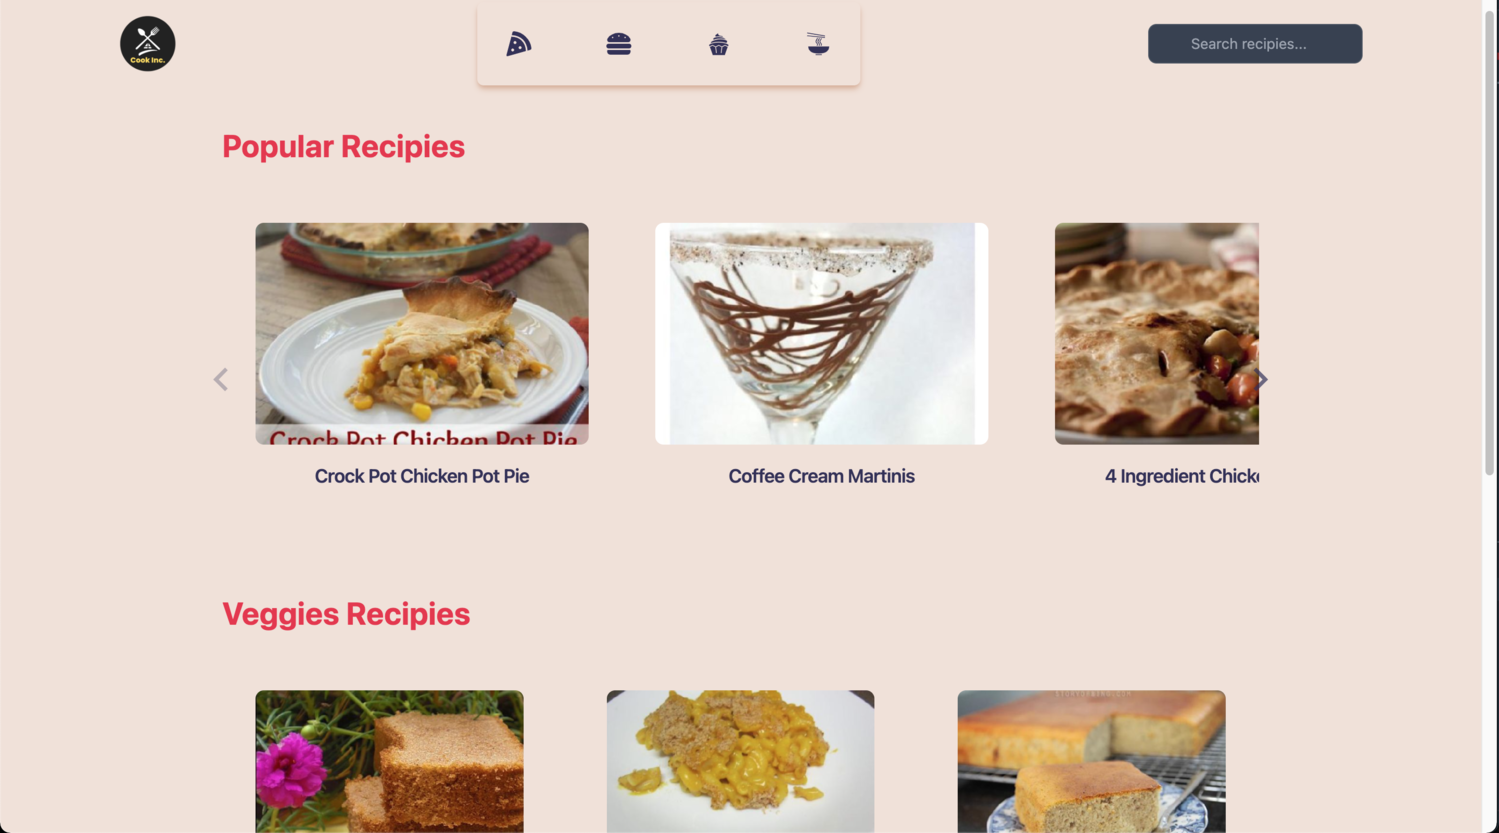 Cook Inc.
Search recipies...
Popular Recipies
Crock Pot Chicken Pot Pie
Crock Pot Chicken Pot Pie
Coffee Cream Martinis
4 Ingredient Chick
Veggies Recipies